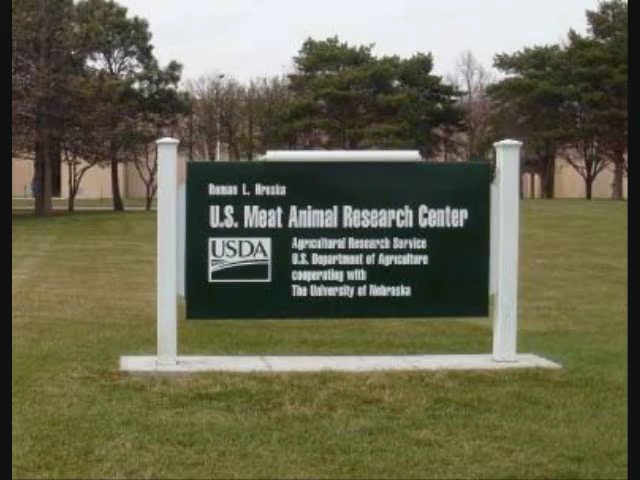 Roman L. Hruska
U.S. Meat Animal Research Center
USDA
Agricultural Research Service
U.S. Department of Agriculture
cooperating with
The University of Nebraska